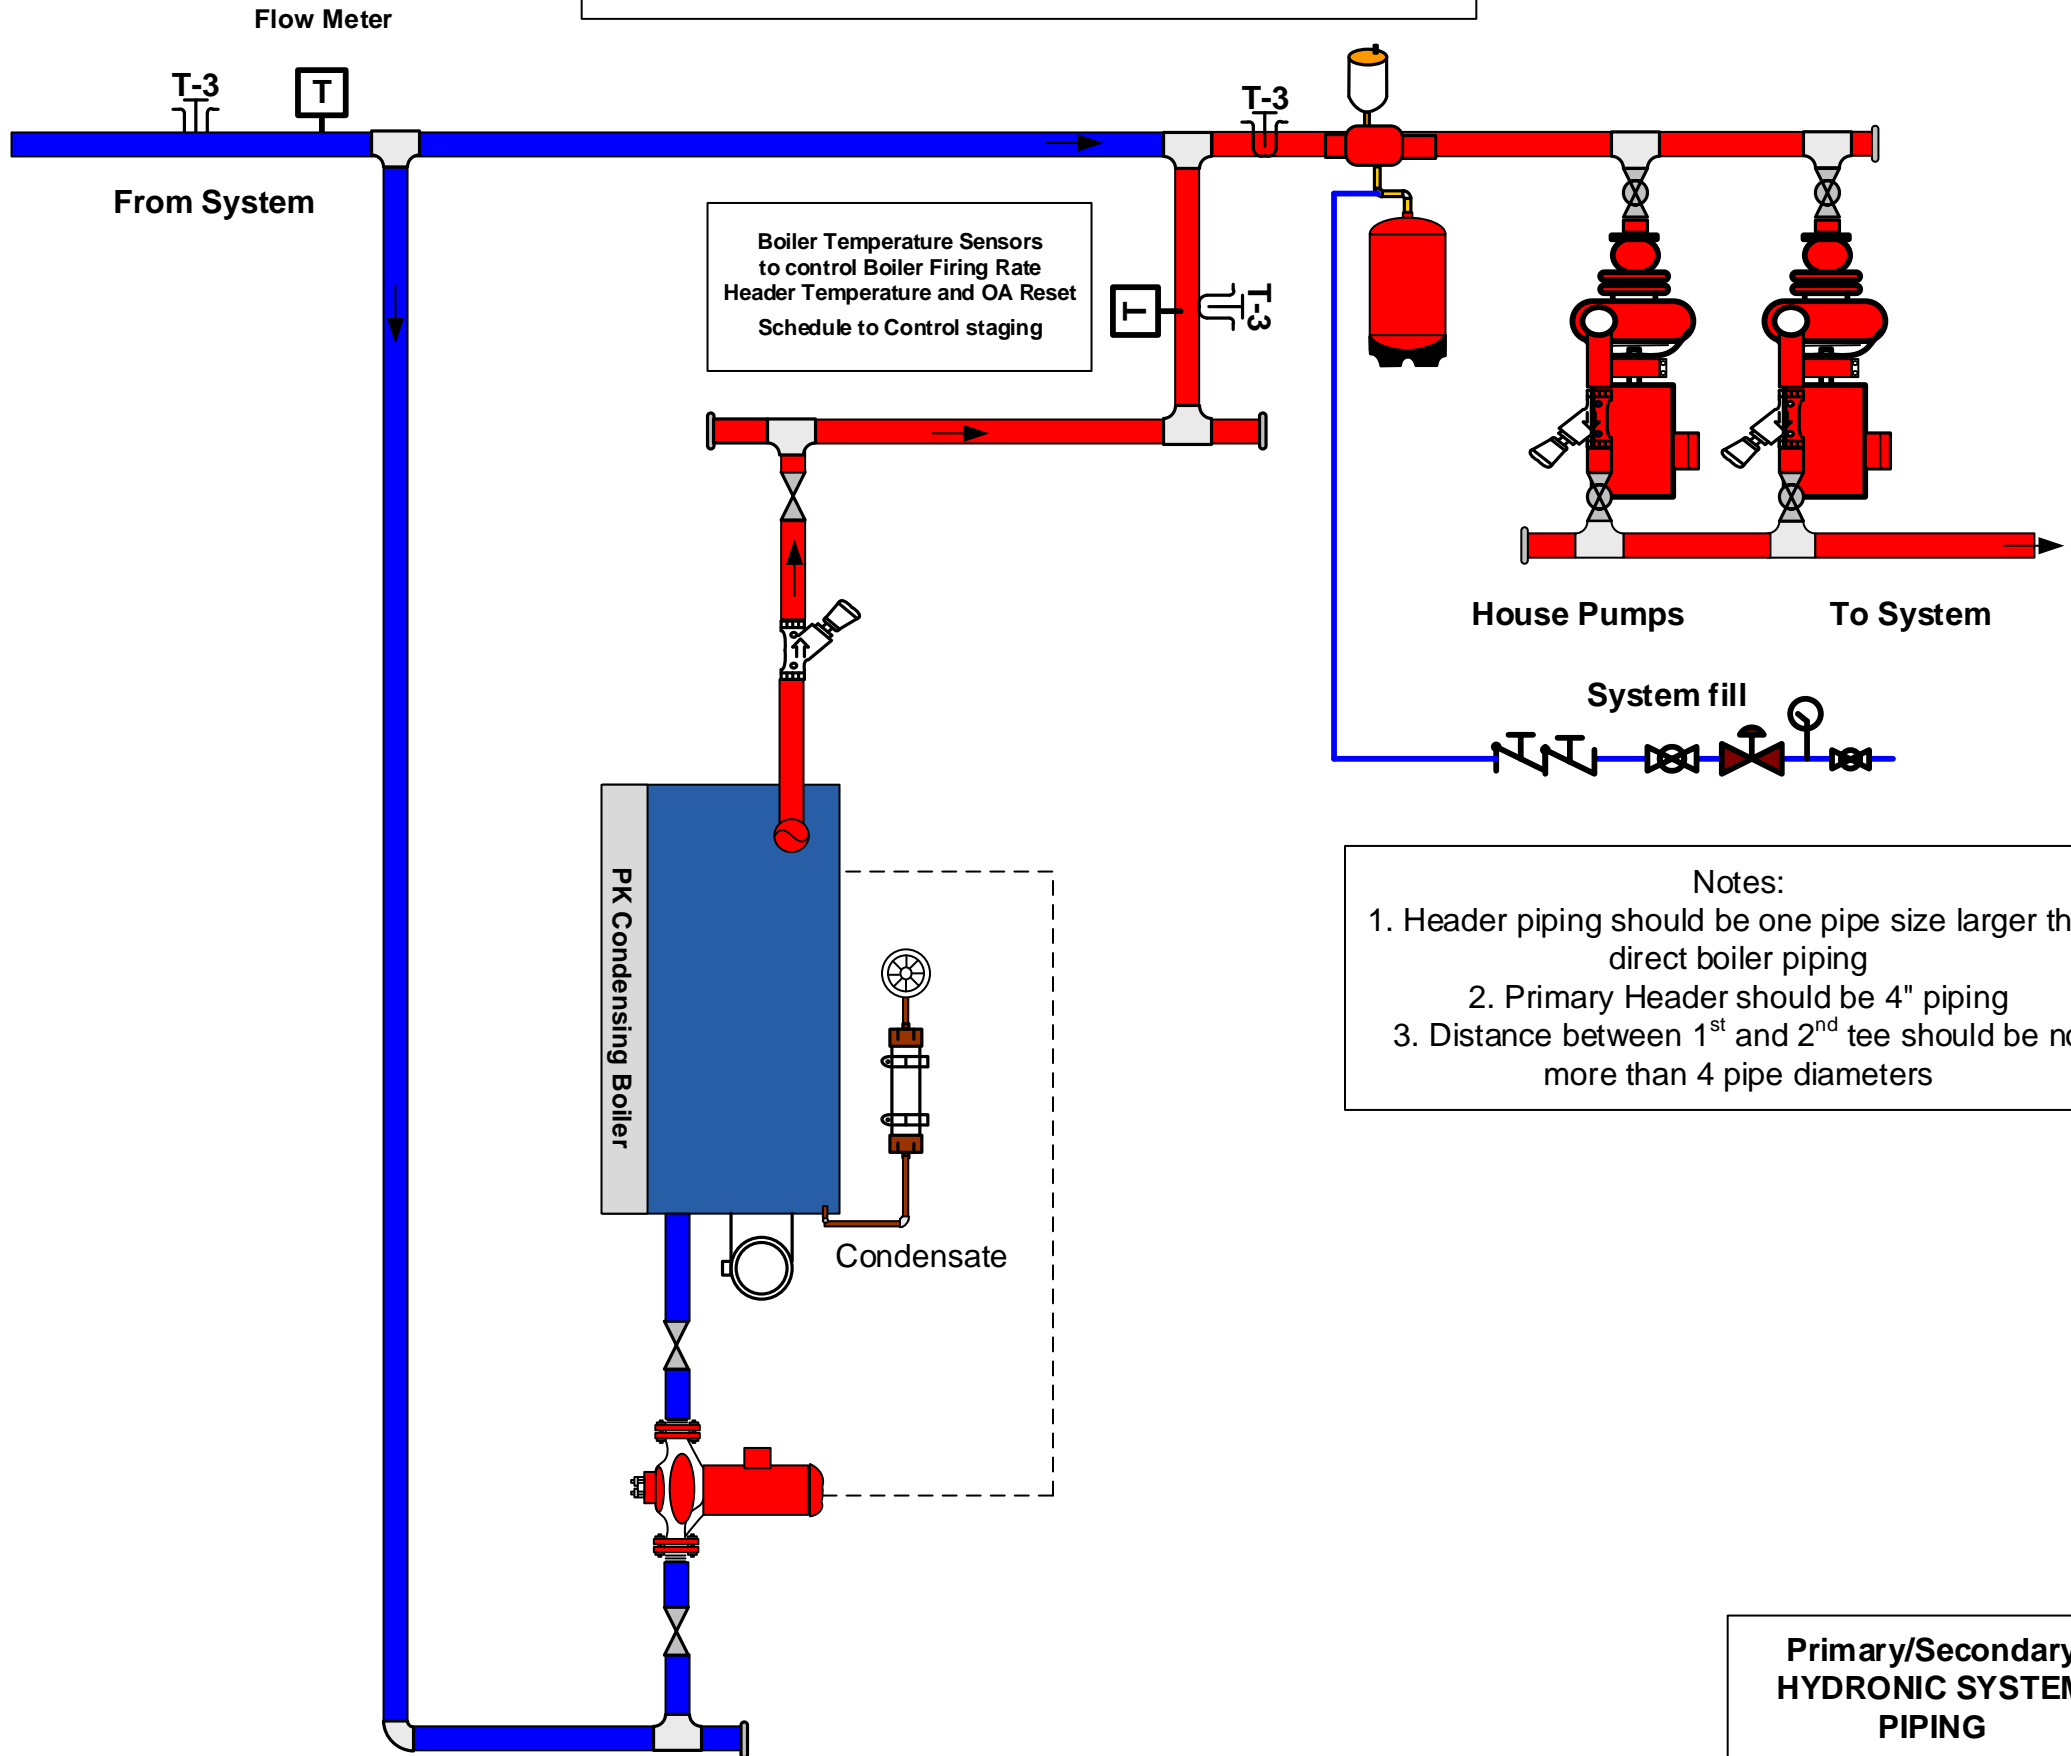 Flow Meter
T-3
T
T-3
From System
Boiler Temperature Sensors
to control Boiler Firing Rate
Header Temperature and OA Reset
Schedule to Control staging
T
T-3
House Pumps
To System
System fill
PK Condensing Boiler
Notes:
1. Header piping should be one pipe size larger th
direct boiler piping
2. Primary Header should be 4" piping
3. Distance between 1st and 2nd tee should be no
more than 4 pipe diameters
Condensate
Primary/Secondary
HYDRONIC SYSTEM
PIPING